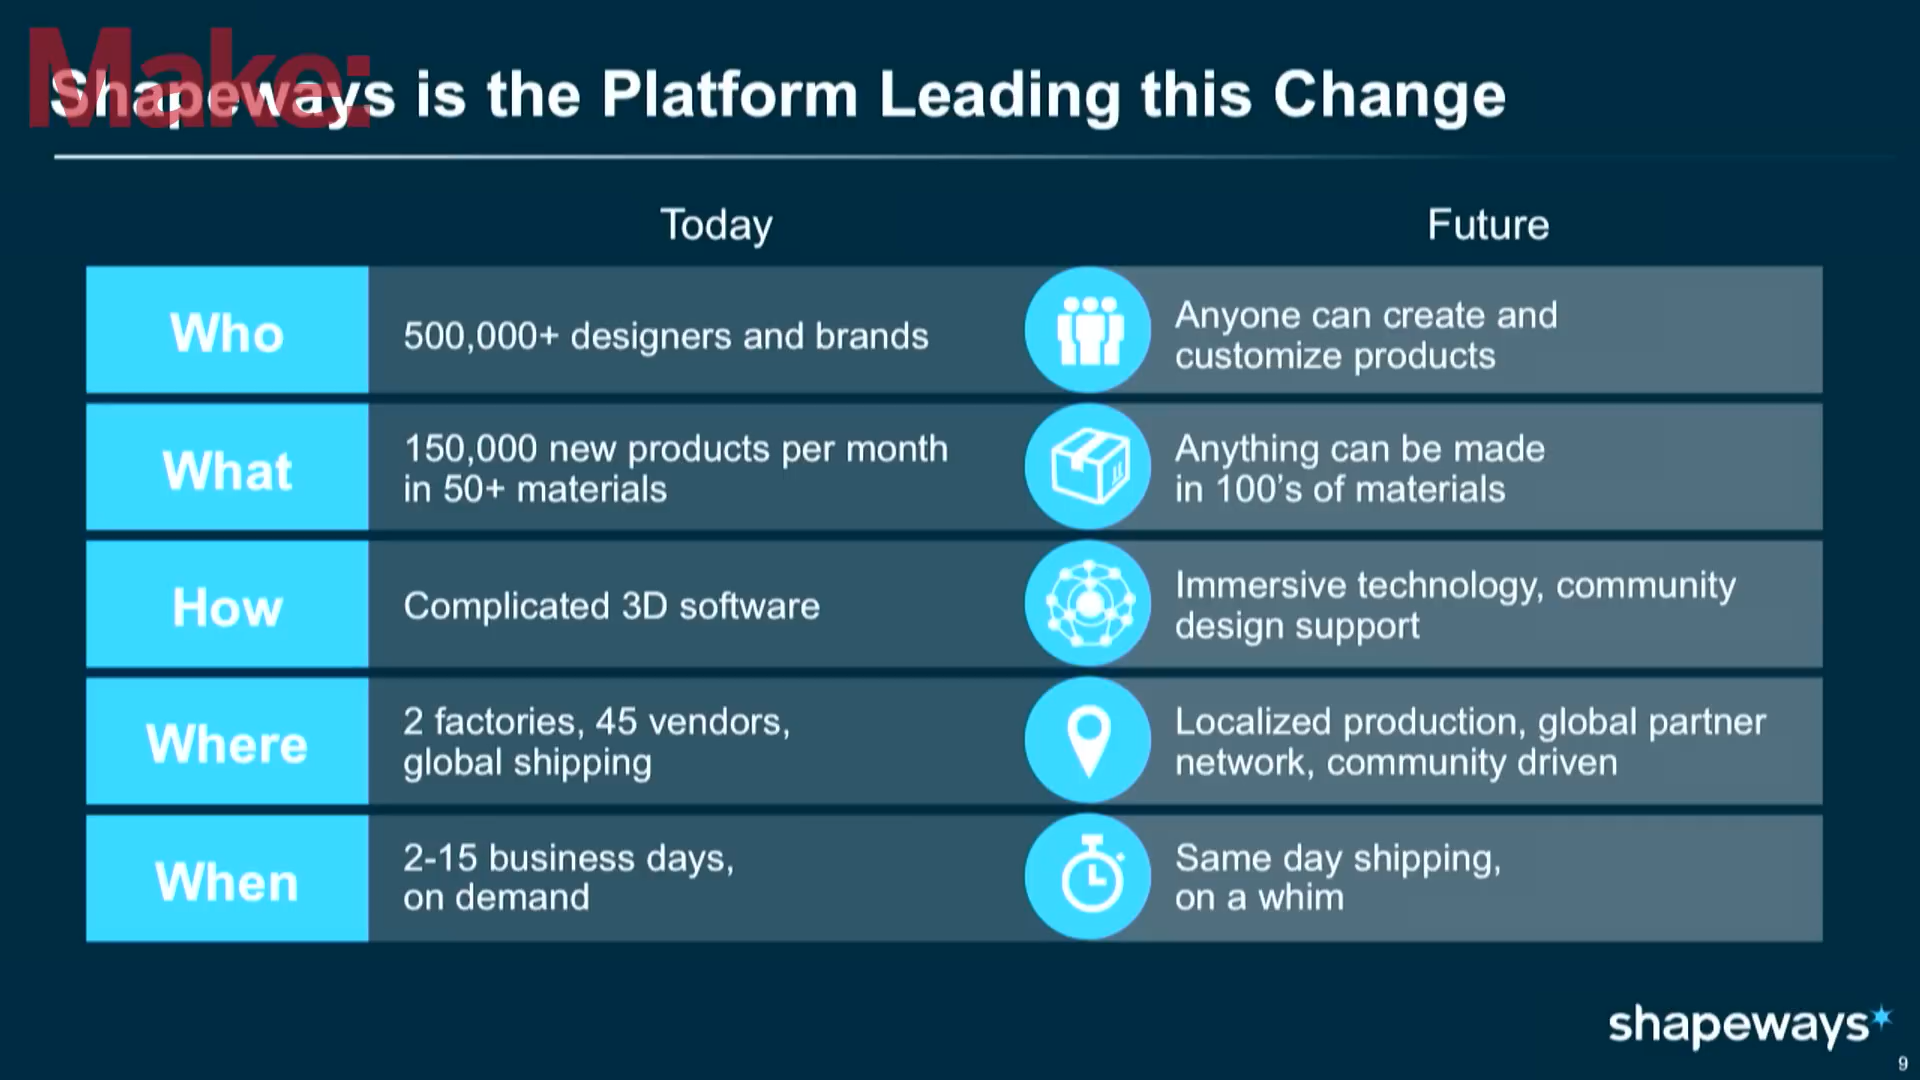 Make:
Shapeways is the Platform Leading this Change
Today
Future
Who
500,000+ designers and brands
Anyone can create and
customize products
What
150,000 new products per month
in 50+ materials
Anything can be made
in 100’s of materials
How
Complicated 3D software
Immersive technology, community
design support
Where
2 factories, 45 vendors,
global shipping
Localized production, global partner
network, community driven
When
2-15 business days,
on demand
Same day shipping,
on a whim
shapeways
9